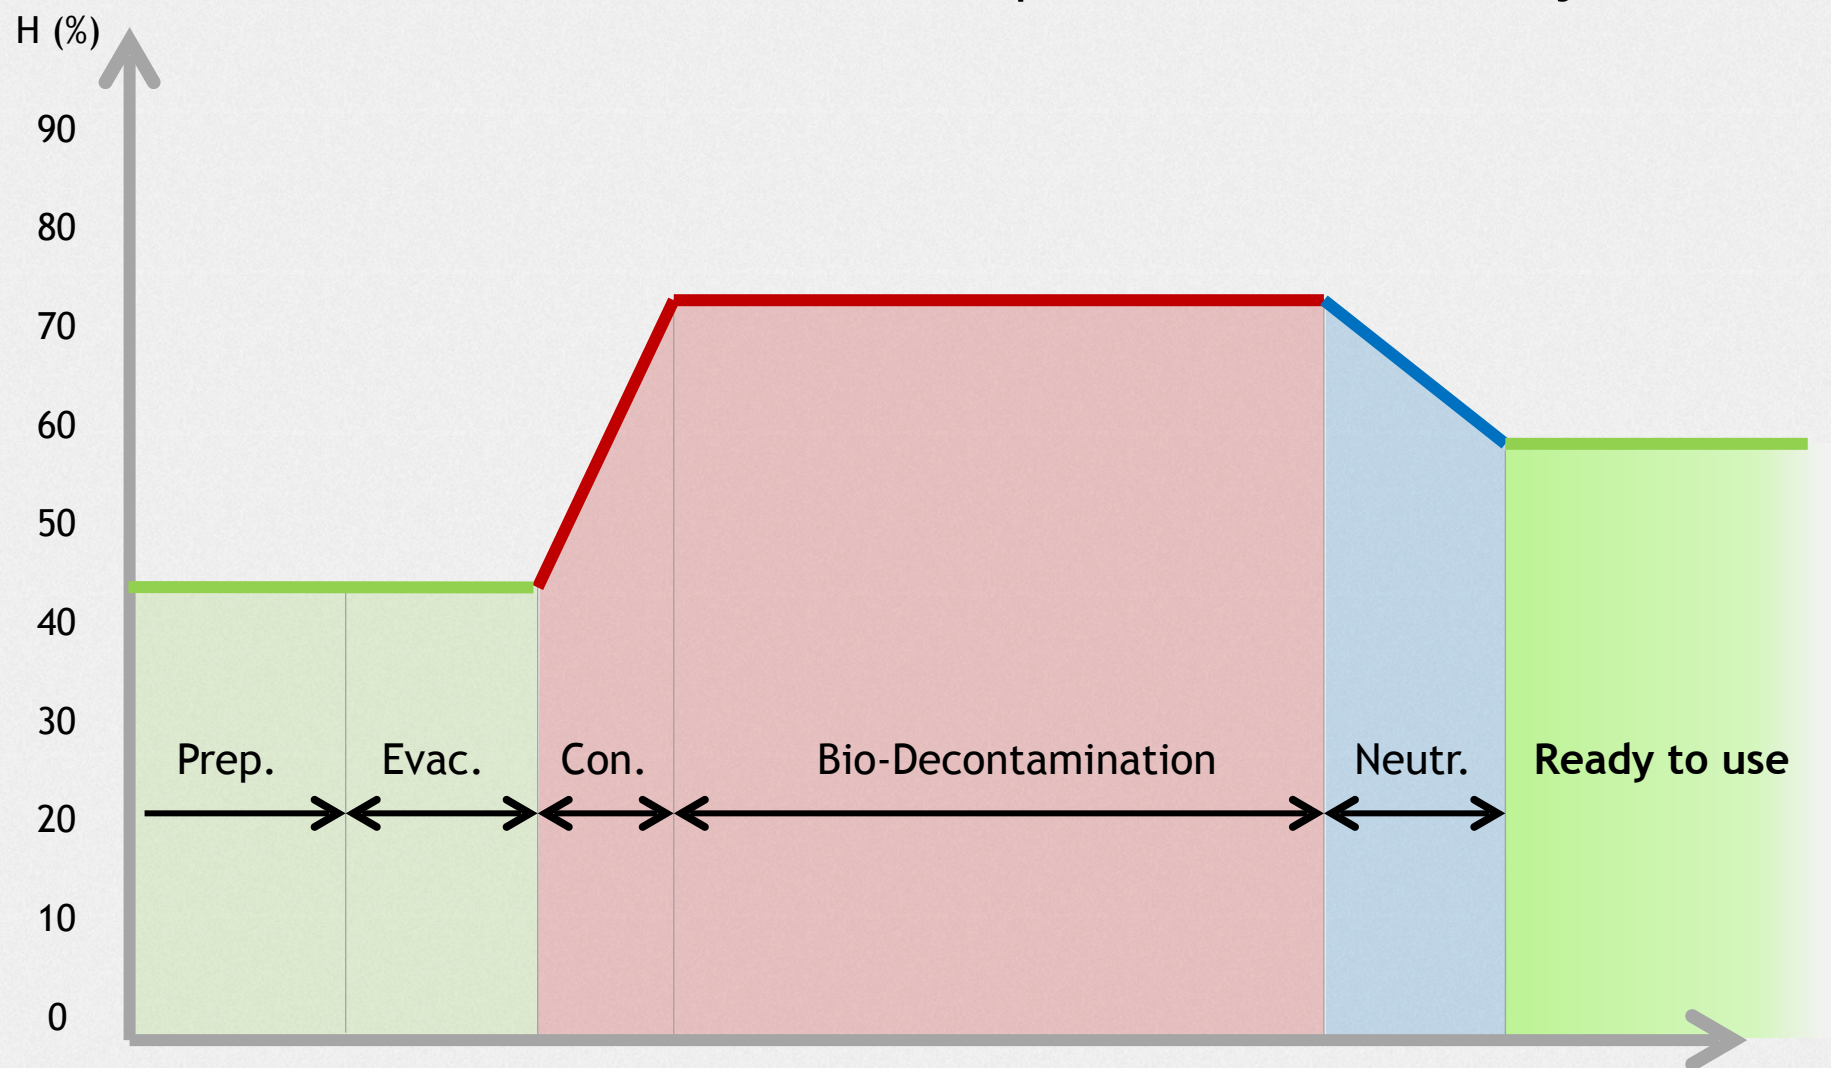 H (%)
90
80
70
60
50
40
30
20
10
0
Prep.
Evac.
Con.
Bio-Decontamination
Neutr.
Ready to use